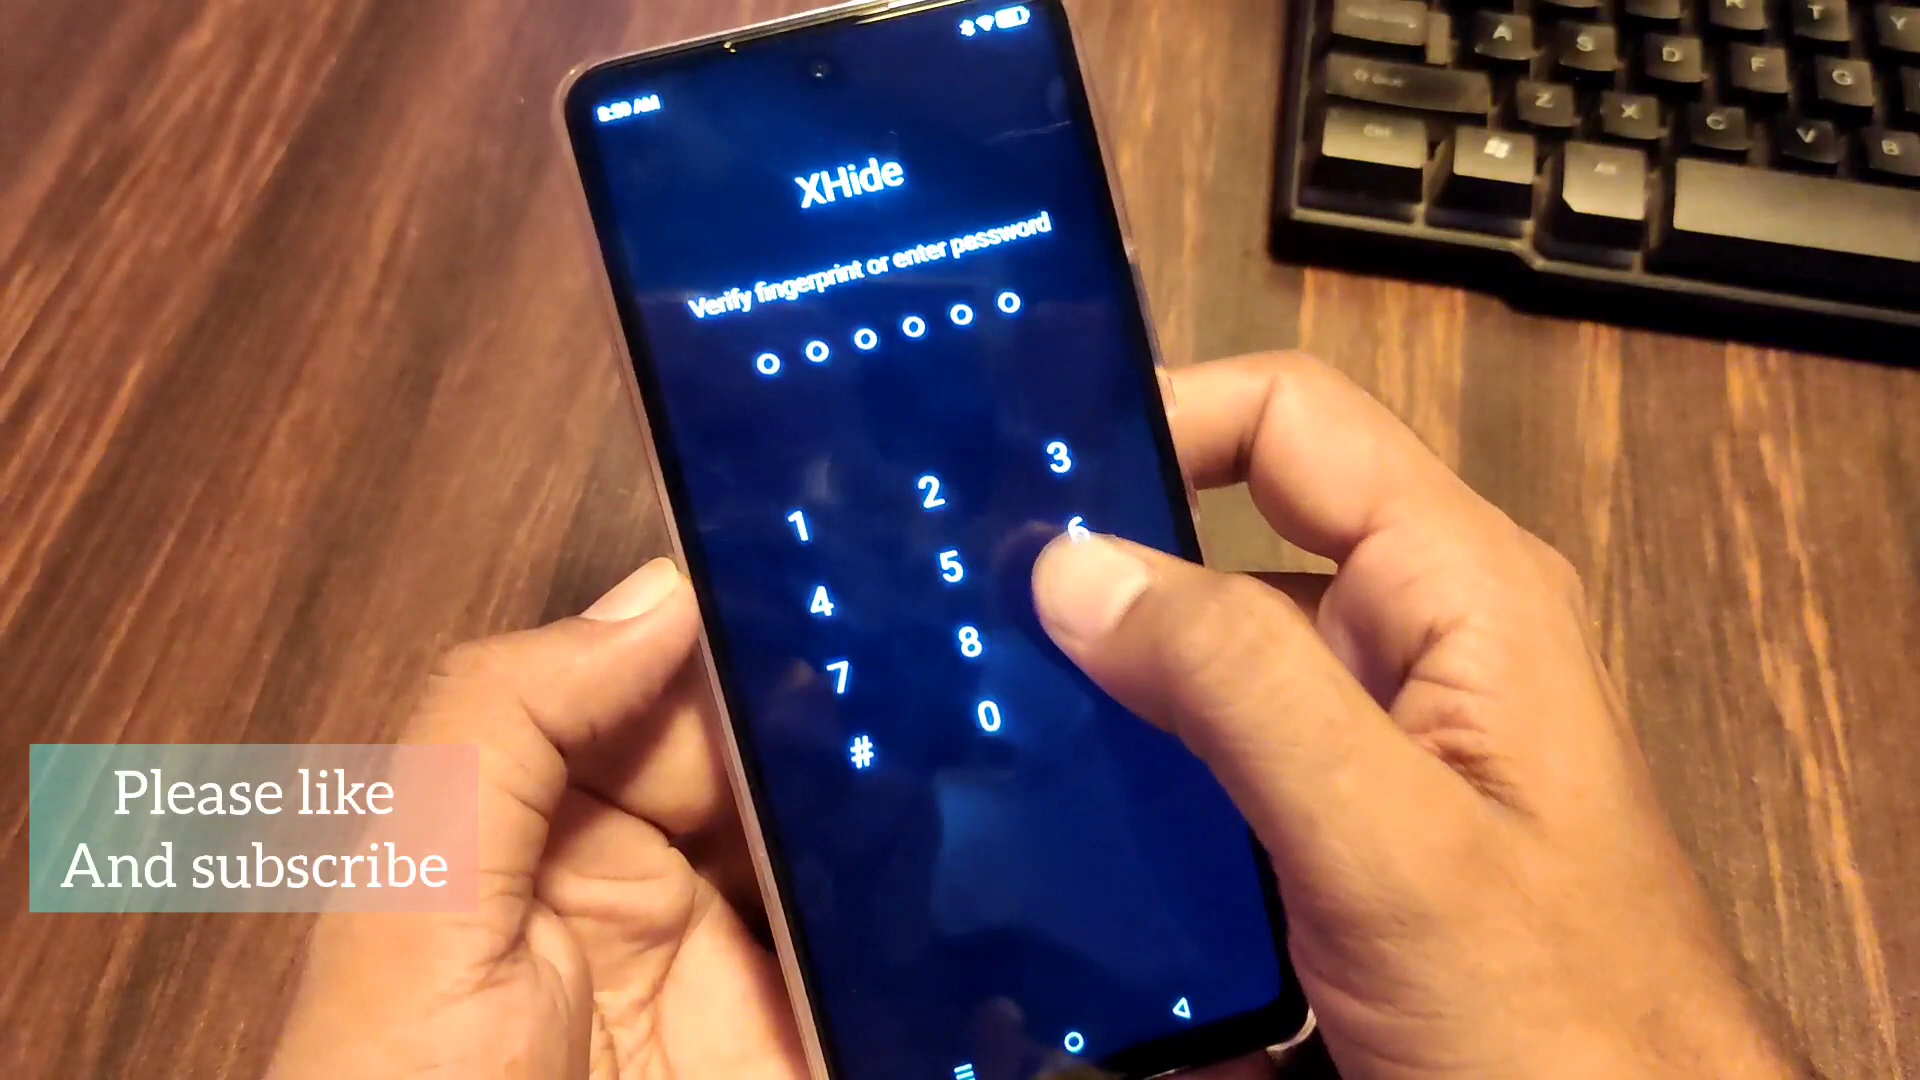 XHide
Verify fingerprint or enter password
1 2 3
4 5 6
7 8
# 0
Please like
And subscribe
A S D F G
Z X C V B
Alt